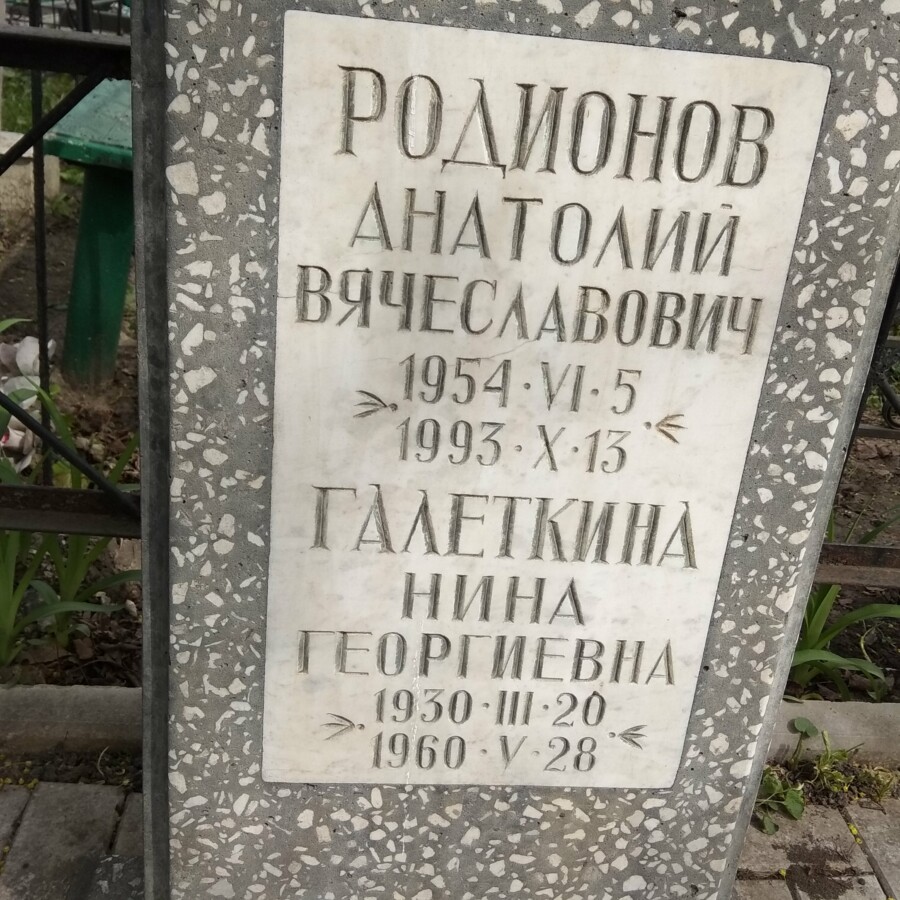 РОДИОНОВ
АНАТОЛИЙ
ВЯЧЕСЛАВОВИЧ
1954·VI·5
1993·X·13
ГАЛЕТКИНА
НИНА
ГЕОРГИЕВНА
1930·III·20
1960·V·28